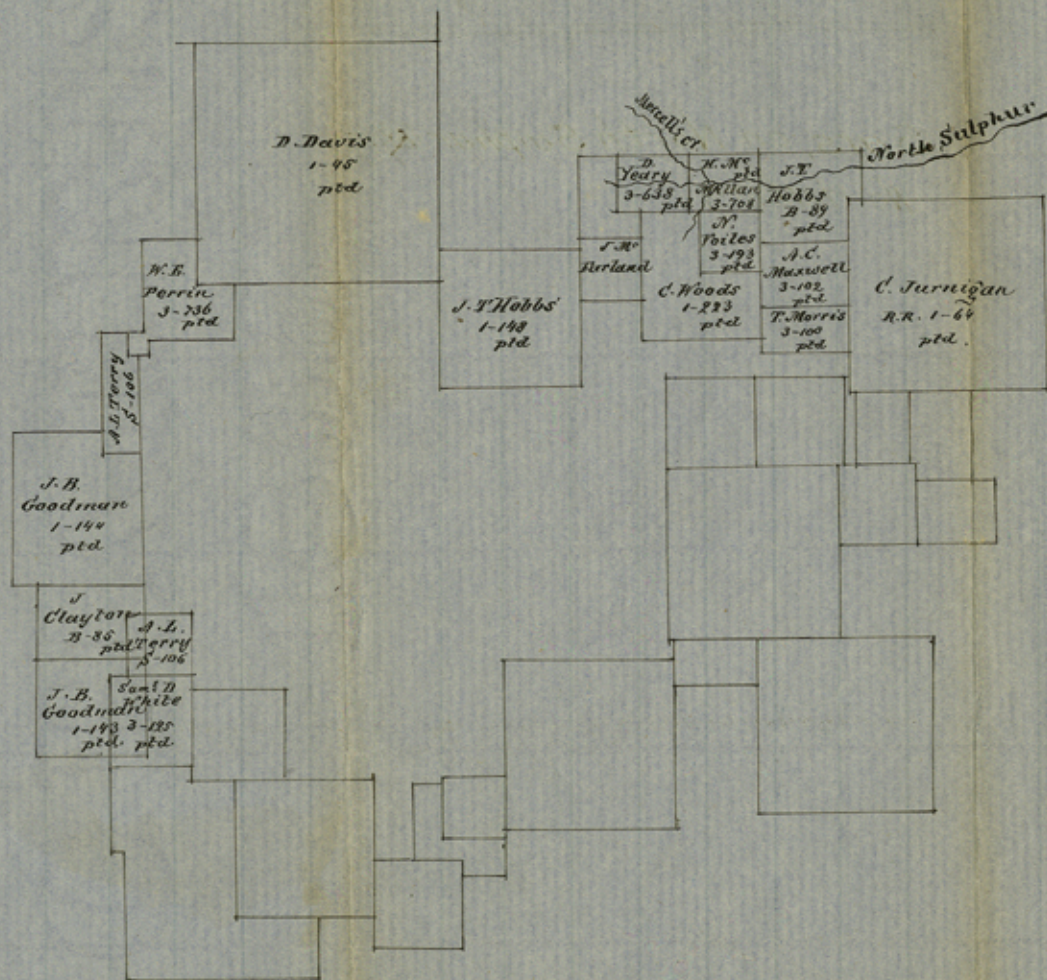 D. Davis
1-45
ptd
North Sulphur
D.
Yeary
3-638
ptd
H. Mc
ptd
Millan
3-708
J. T.
Hobbs
B-89
ptd
N.
Voiles
3-193
ptd
A.C.
Maxwell
3-102
ptd
T. Morris
3-100
ptd
C. Woods
1-223
ptd
J. Mc
Farland
J. T. Hobbs
1-148
ptd
C. Jurnigan
R.R. 1-64
ptd.
W. E.
Perrin
3-736
ptd
A. L. Terry
S-106
J. B.
Goodman
1-144
ptd
J
Clayton
B-85
ptd
A. L.
Terry
S-106
J. B.
Goodman
1-143
ptd.
Saml D
White
3-195
ptd.